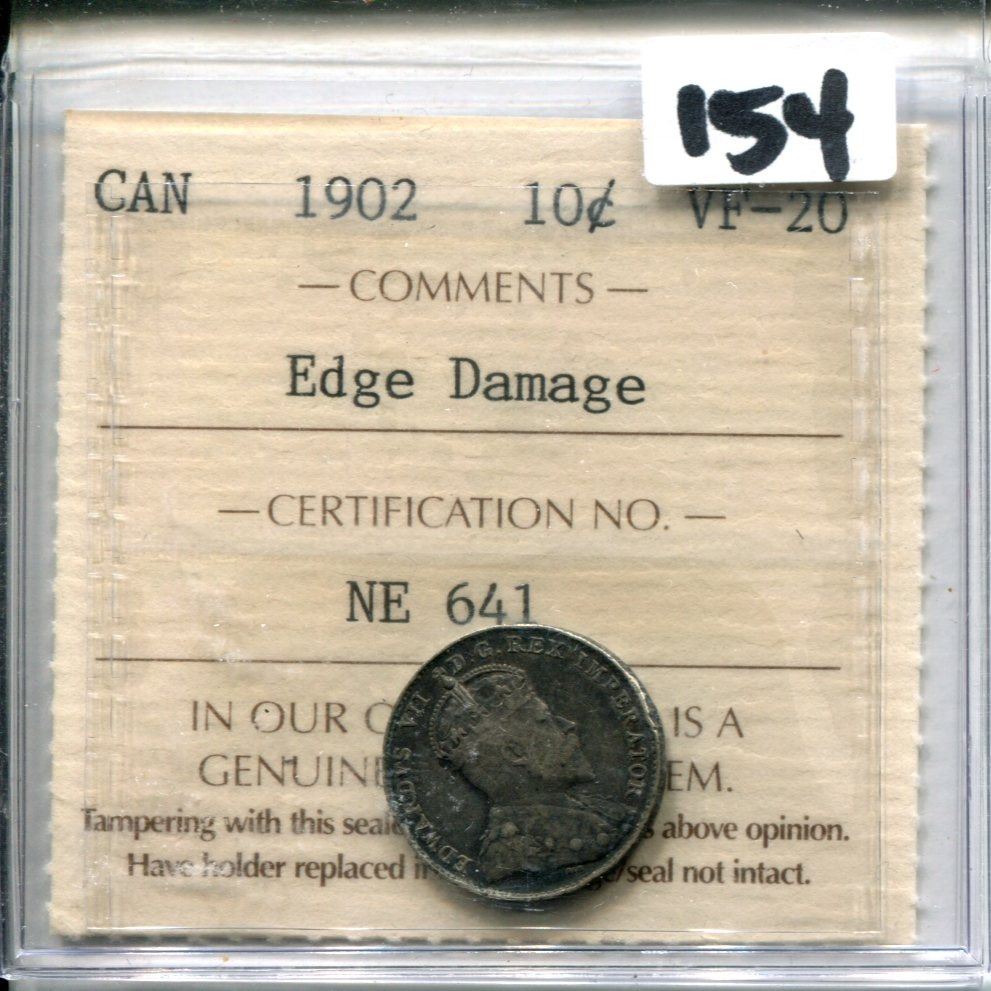 154
CAN 1902 10¢ VF-20
— COMMENTS —
Edge Damage
— CERTIFICATION NO. —
NE 641
IN OUR IS A
GENUINE EM.
Tampering with this above opinion.
Have holder replaced seal not intact.
EDWARDVS VII D.G. REX IMPERATOR